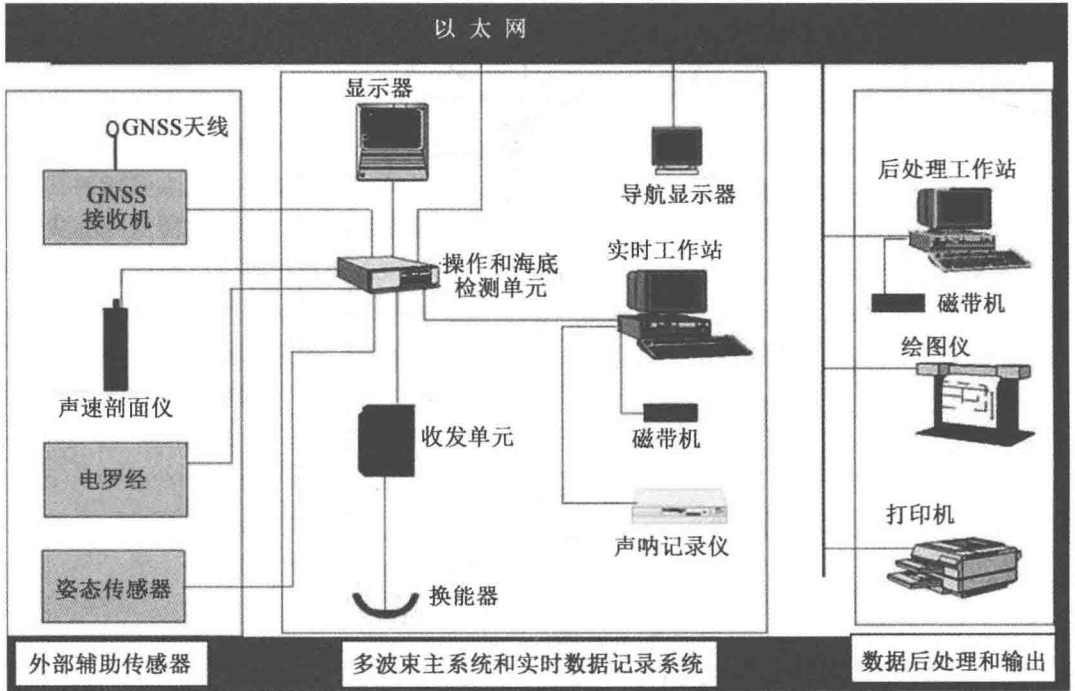 以太网
GNSS天线
GNSS
接收机
声速剖面仪
电罗经
姿态传感器
外部辅助传感器
显示器
操作和海底
检测单元
收发单元
换能器
导航显示器
实时工作站
磁带机
声呐记录仪
多波束主系统和实时数据记录系统
后处理工作站
磁带机
绘图仪
打印机
数据后处理和输出